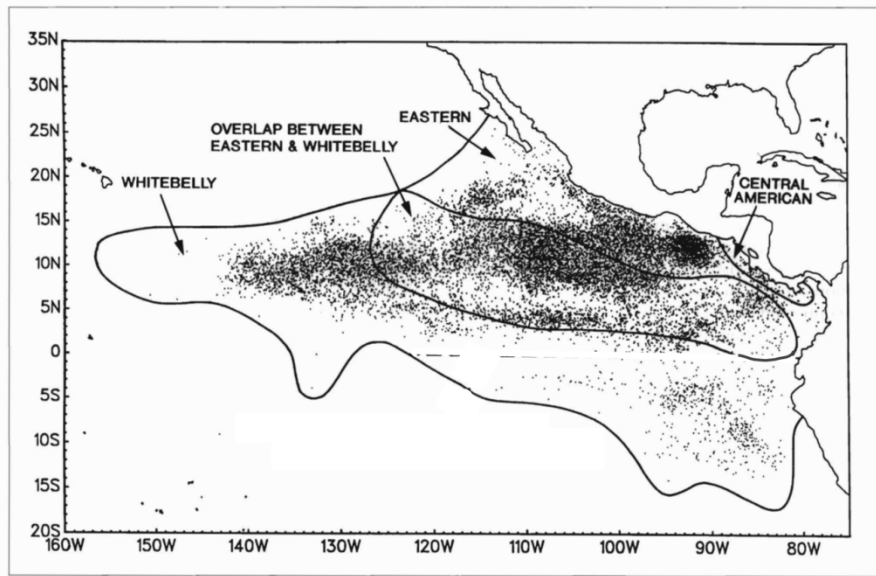 35N
30N
25N
20N
15N
10N
5N
0
5S
10S
15S
20S
EASTERN
OVERLAP BETWEEN
EASTERN & WHITEBELLY
WHITEBELLY
CENTRAL
AMERICAN
160W 150W 140W 130W 120W 110W 100W 90W 80W